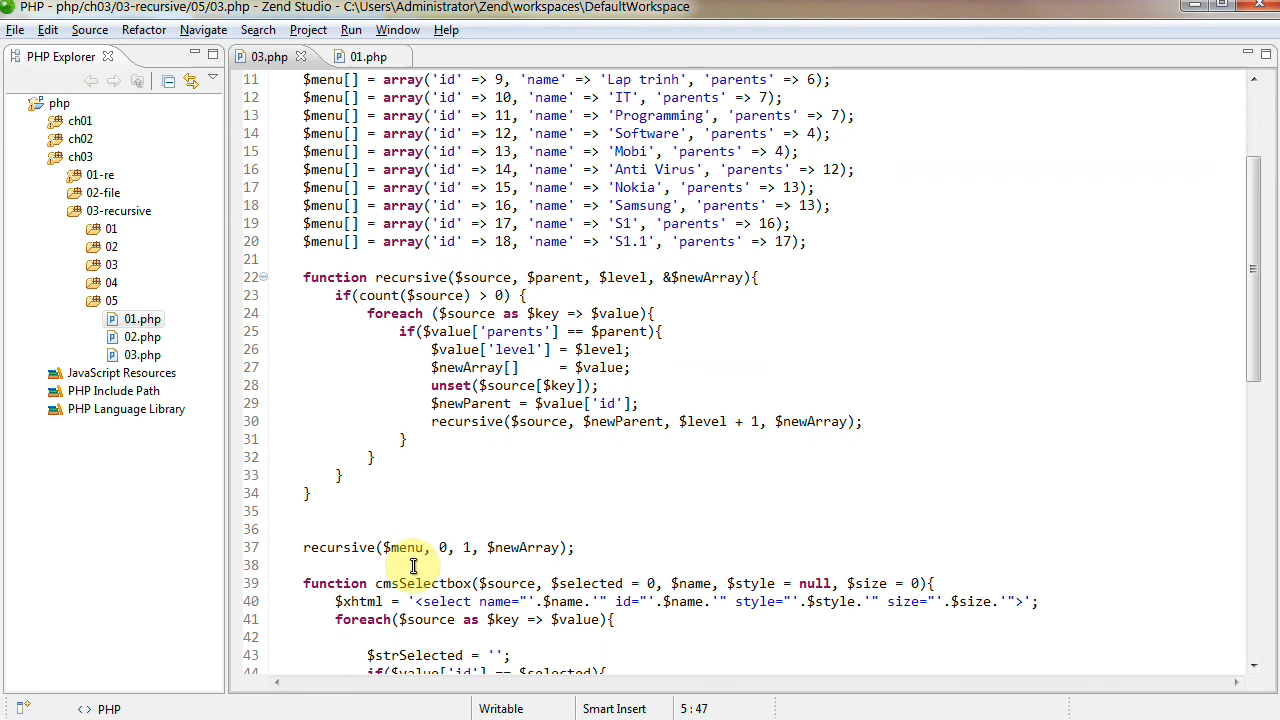 PHP - php/ch03/03-recursive/05/03.php - Zend Studio - C:\Users\Administrator\Zend\workspaces\DefaultWorkspace
File Edit Source Refactor Navigate Search Project Run Window Help
PHP Explorer
03.php 01.php
php
ch01
ch02
ch03
01-re
02-file
03-recursive
01
02
03
04
05
01.php
02.php
03.php
JavaScript Resources
PHP Include Path
PHP Language Library
11 $menu[] = array('id' => 9, 'name' => 'Lap trinh', 'parents' => 6);
12 $menu[] = array('id' => 10, 'name' => 'IT', 'parents' => 7);
13 $menu[] = array('id' => 11, 'name' => 'Programming', 'parents' => 7);
14 $menu[] = array('id' => 12, 'name' => 'Software', 'parents' => 4);
15 $menu[] = array('id' => 13, 'name' => 'Mobi', 'parents' => 4);
16 $menu[] = array('id' => 14, 'name' => 'Anti Virus', 'parents' => 12);
17 $menu[] = array('id' => 15, 'name' => 'Nokia', 'parents' => 13);
18 $menu[] = array('id' => 16, 'name' => 'Samsung', 'parents' => 13);
19 $menu[] = array('id' => 17, 'name' => 'S1', 'parents' => 16);
20 $menu[] = array('id' => 18, 'name' => 'S1.1', 'parents' => 17);
21
22 function recursive($source, $parent, $level, &$newArray){
23 if(count($source) > 0) {
24 foreach ($source as $key => $value){
25 if($value['parents'] == $parent){
26 $value['level'] = $level;
27 $newArray[] = $value;
28 unset($source[$key]);
29 $newParent = $value['id'];
30 recursive($source, $newParent, $level + 1, $newArray);
31 }
32 }
33 }
34 }
35
36
37 recursive($menu, 0, 1, $newArray);
38
39 function cmsSelectbox($source, $selected = 0, $name, $style = null, $size = 0){
40 $xhtml = '<select name="'.$name.'" id="'.$name.'" style="'.$style.'" size="'.$size.'">';
41 foreach($source as $key => $value){
42
43 $strSelected = '';
44 if($value['id'] == $selected){
PHP Writable Smart Insert 5 : 47